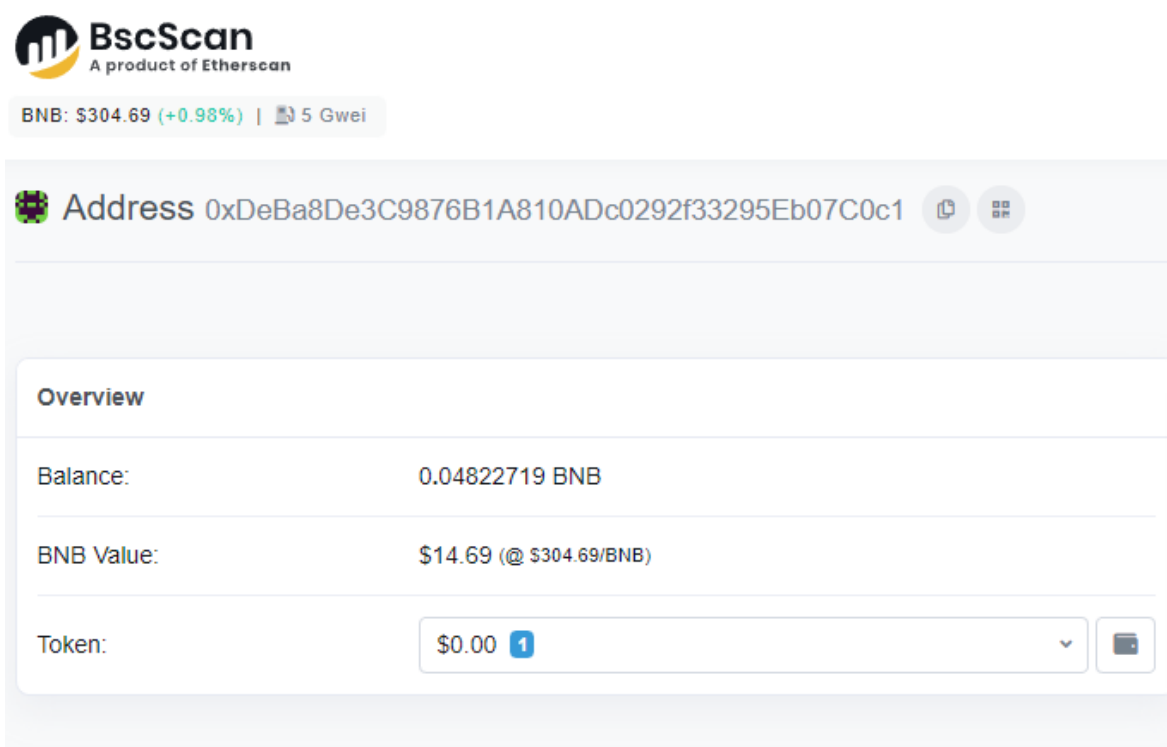 BscScan
A product of Etherscan
BNB: $304.69 (+0.98%) | 5 Gwei
Address 0xDeBa8De3C9876B1A810ADc0292f33295Eb07C0c1
Overview
Balance: 0.04822719 BNB
BNB Value: $14.69 (@ $304.69/BNB)
Token: $0.00 1